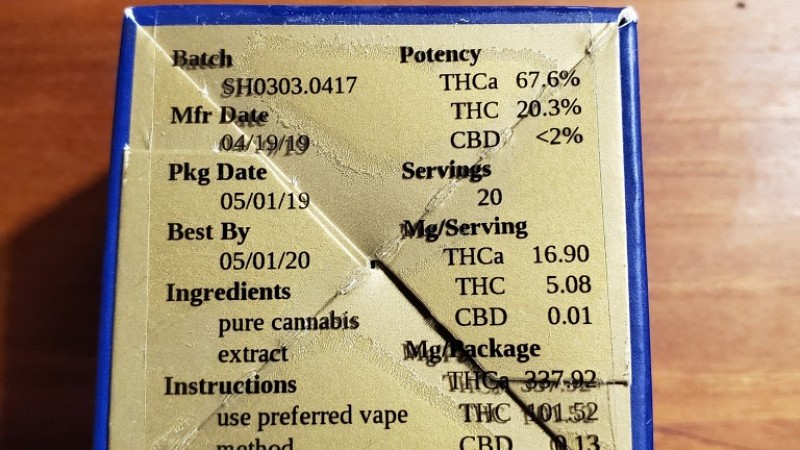 Batch
SH0303.0417
Mfr Date
04/19/19
Pkg Date
05/01/19
Best By
05/01/20
Ingredients
pure cannabis
extract
Instructions
use preferred vape
method
Potency
THCa 67.6%
THC 20.3%
CBD <2%
Servings
20
Mg/Serving
THCa 16.90
THC 5.08
CBD 0.01
Mg/Package
THCa 337.92
THC 101.52
CBD 0.13